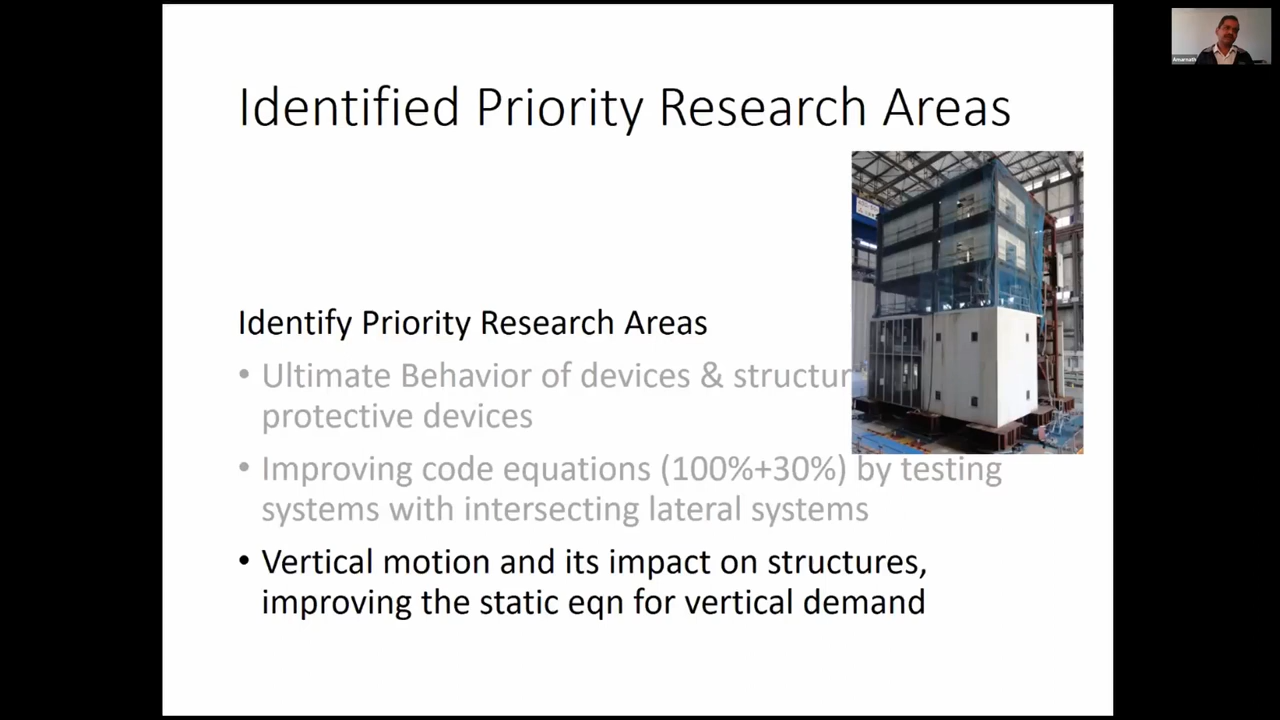 Identified Priority Research Areas
Amarnath
Identify Priority Research Areas
• Ultimate Behavior of devices & structur
protective devices
• Improving code equations (100%+30%) by testing
systems with intersecting lateral systems
• Vertical motion and its impact on structures,
improving the static eqn for vertical demand